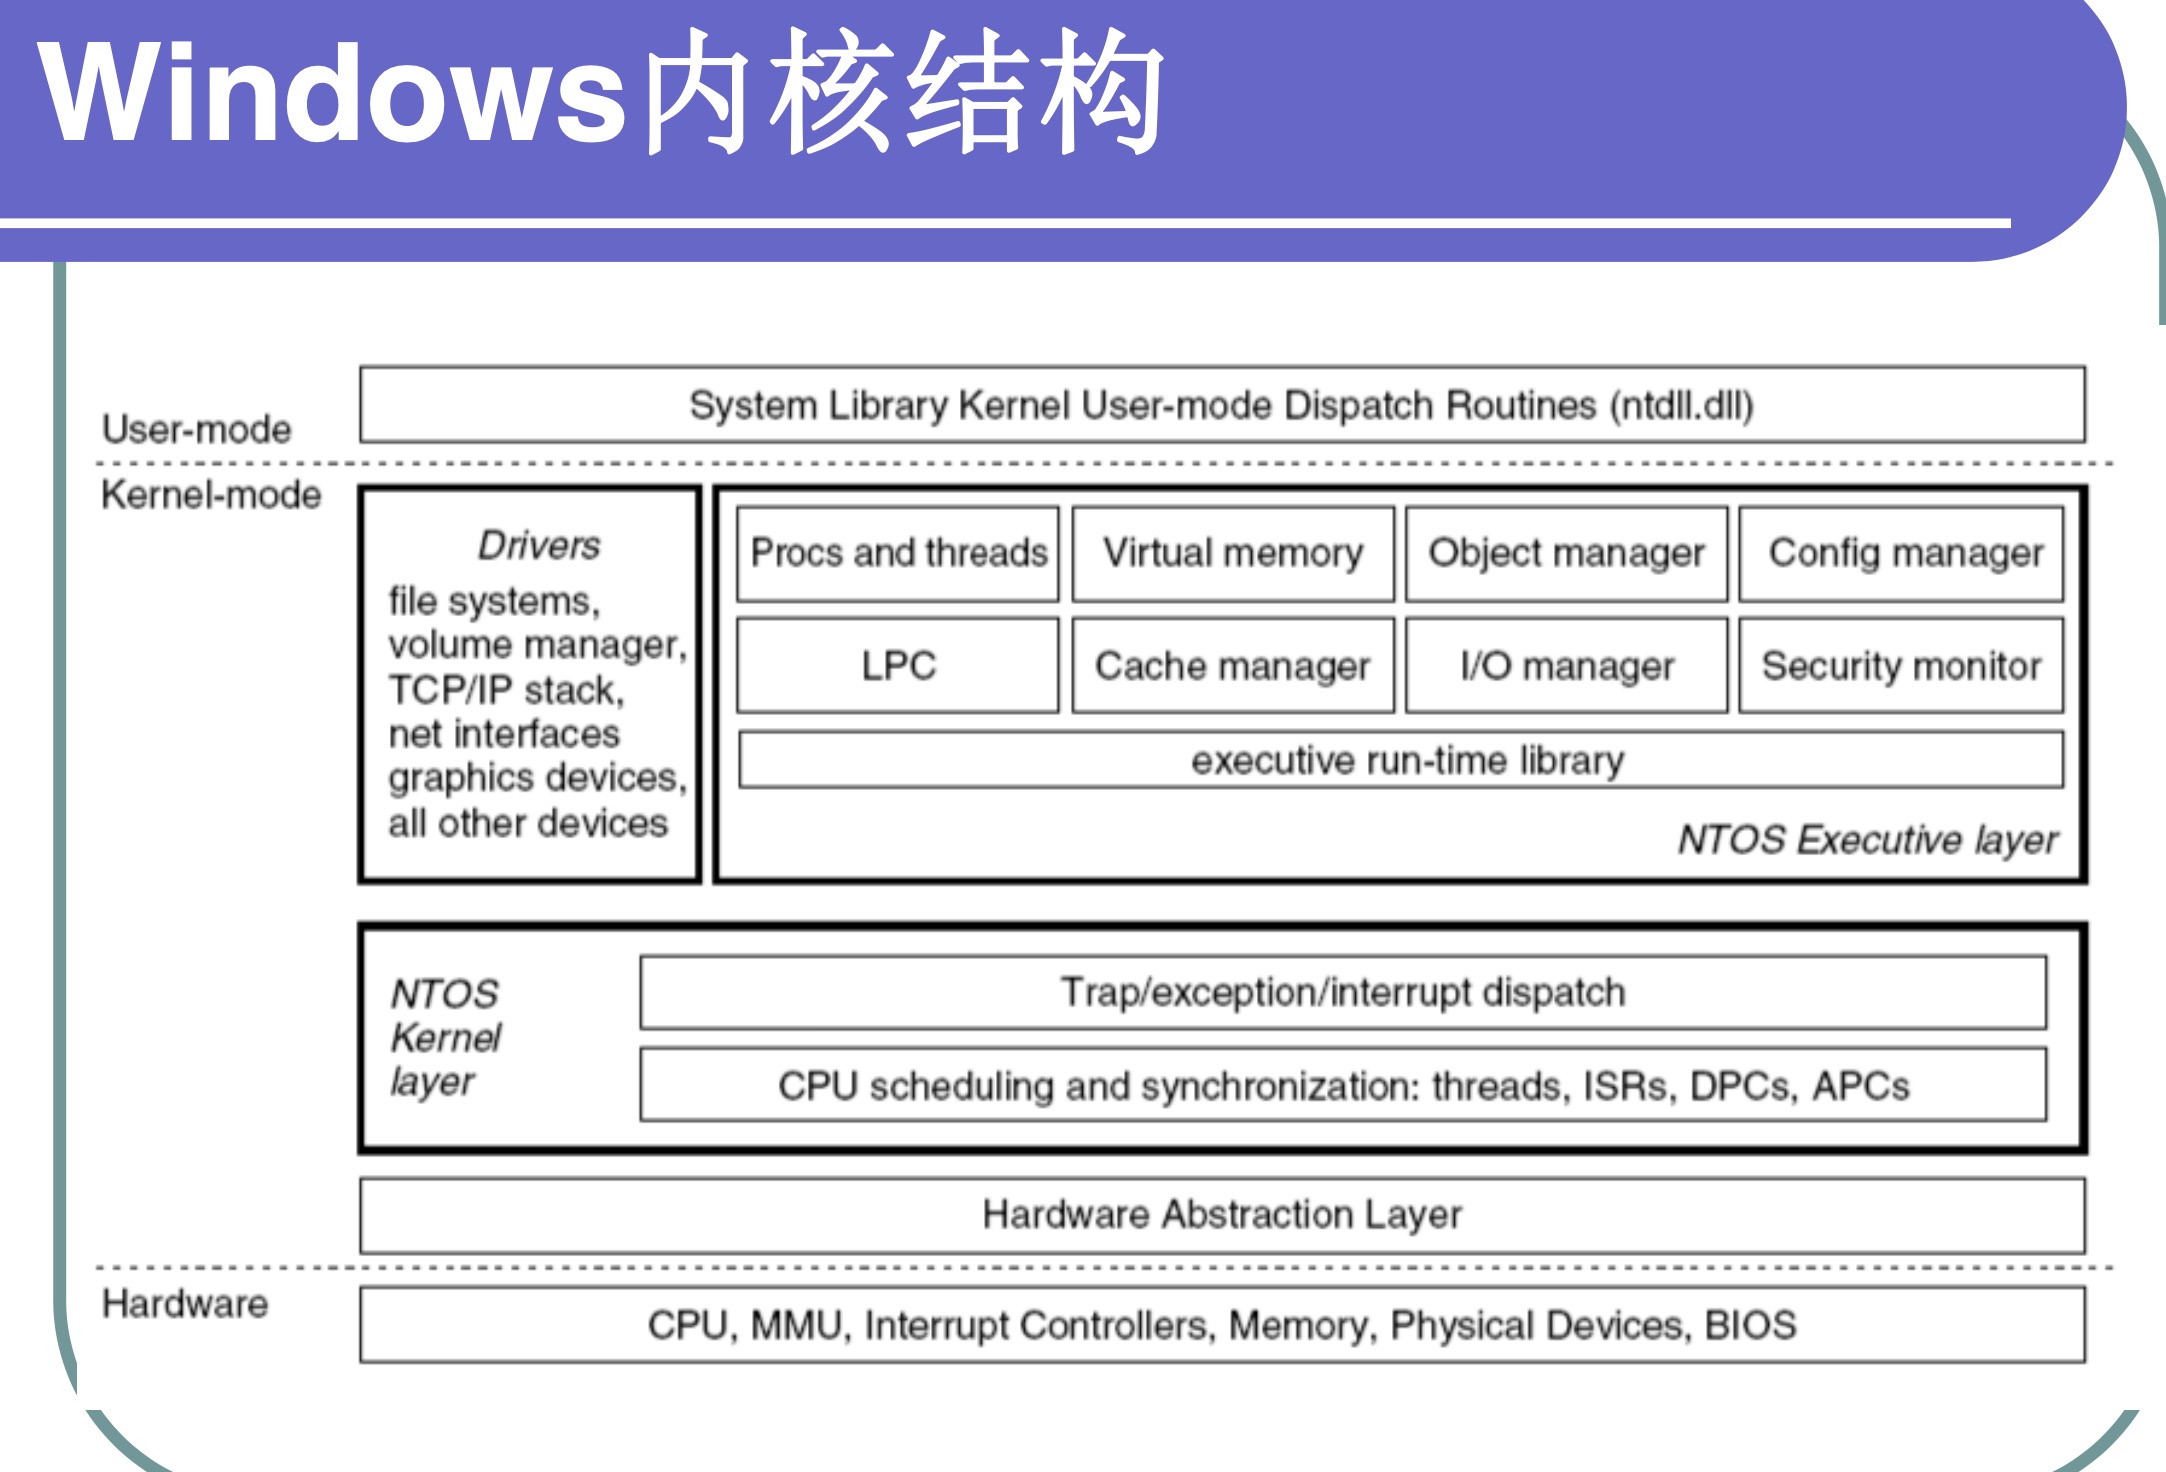 Windows内核结构
System Library Kernel User-mode Dispatch Routines (ntdll.dll)
User-mode
Kernel-mode
Drivers
file systems,
volume manager,
TCP/IP stack,
net interfaces
graphics devices,
all other devices
Procs and threads
Virtual memory
Object manager
Config manager
LPC
Cache manager
I/O manager
Security monitor
executive run-time library
NTOS Executive layer
NTOS
Kernel
layer
Trap/exception/interrupt dispatch
CPU scheduling and synchronization: threads, ISRs, DPCs, APCs
Hardware Abstraction Layer
Hardware
CPU, MMU, Interrupt Controllers, Memory, Physical Devices, BIOS